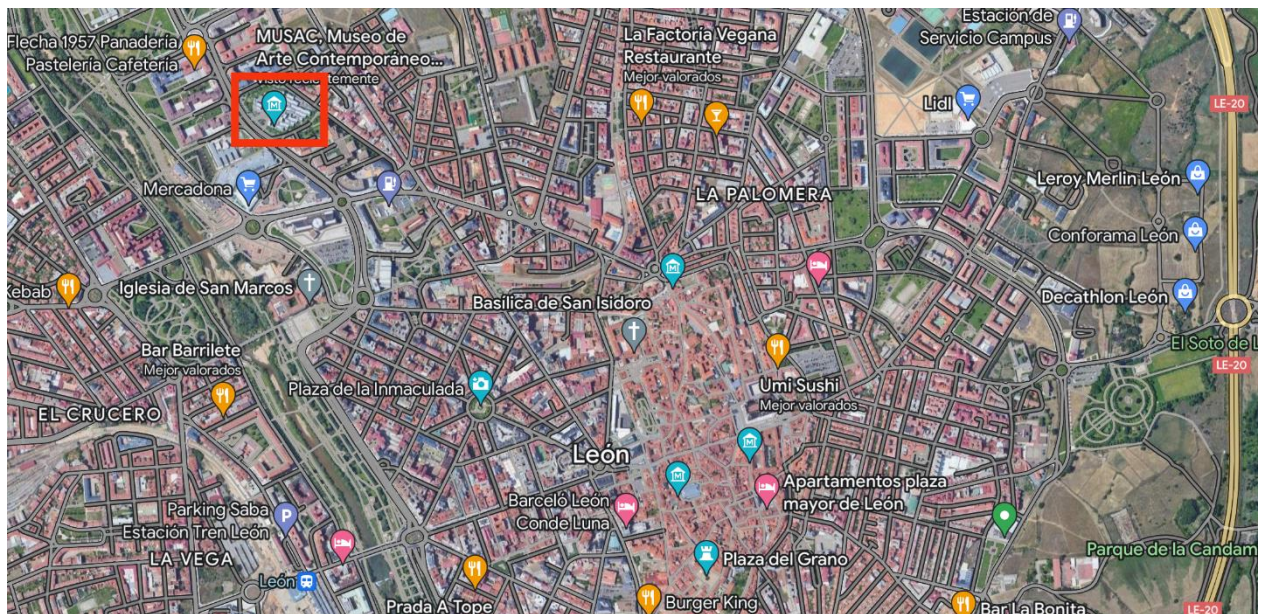 Flecha 1957 Panadería
Pastelería Cafetería
MUSAC, Museo de
Arte Contemporáneo...
Visto recientemente
La Factoría Vegana
Restaurante
Mejor valorados
Estación de
Servicio Campus
Lidl
LE-20
Mercadona
LA PALOMERA
Leroy Merlin León
Conforama León
Kebab
Iglesia de San Marcos
Basílica de San Isidoro
Decathlon León
El Soto de L
LE-20
Bar Barrilete
Mejor valorados
Plaza de la Inmaculada
Umi Sushi
Mejor valorados
EL CRUCERO
León
Apartamentos plaza
mayor de León
Barceló León
Conde Luna
Parking Saba
Estación Tren León
P
LA VEGA
Plaza del Grano
Parque de la Candam
León
Prada A Tope
Burger King
Bar La Bonita
LE-20